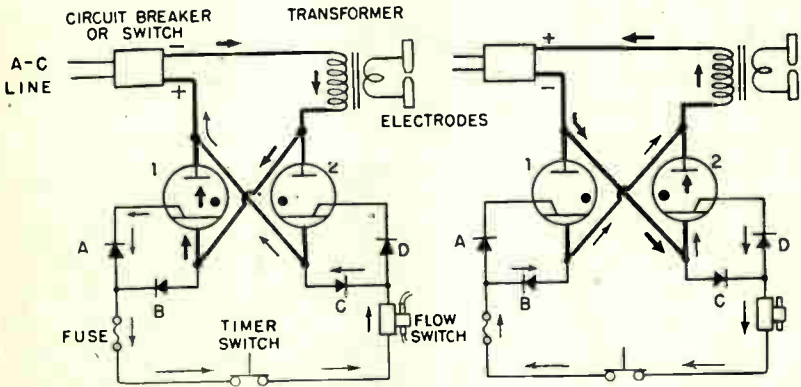 CIRCUIT BREAKER
OR SWITCH
TRANSFORMER
A-C
LINE
−
+
ELECTRODES
1
2
A
B
C
D
FUSE
TIMER
SWITCH
FLOW
SWITCH
+
−
1
2
A
B
C
D